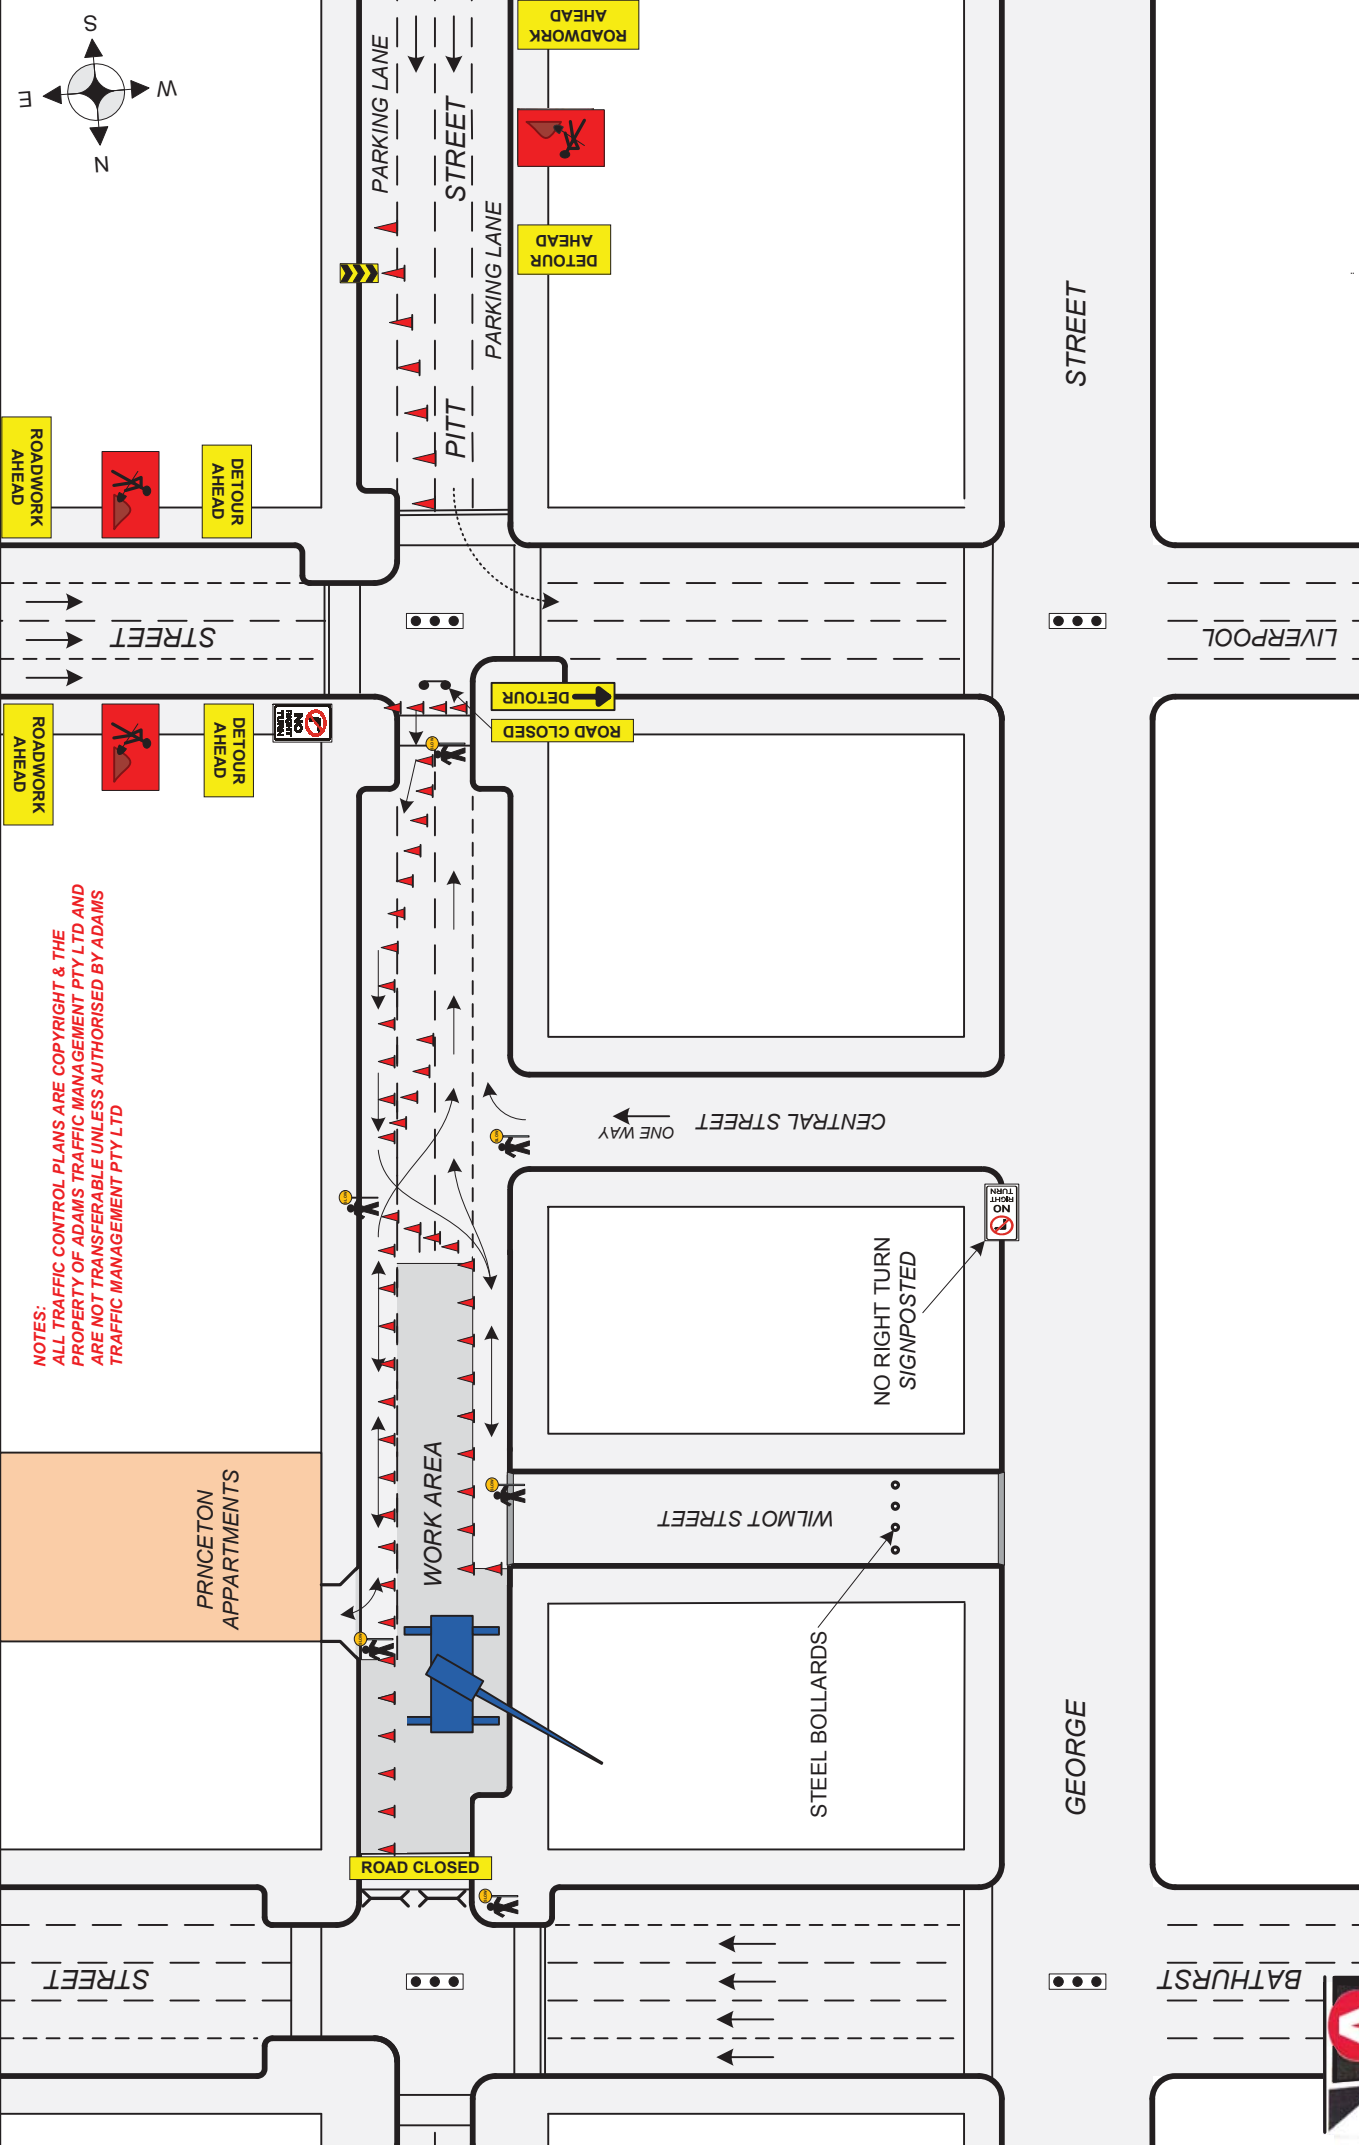 S
E
W
N
PARKING LANE
STREET
PITT
PARKING LANE
ROADWORK
AHEAD
DETOUR
AHEAD
ROADWORK
AHEAD
DETOUR
AHEAD
STREET
STREET
LIVERPOOL
ROADWORK
AHEAD
DETOUR
AHEAD
NO
RIGHT
TURN
DETOUR
ROAD CLOSED
NOTES:
ALL TRAFFIC CONTROL PLANS ARE COPYRIGHT & THE
PROPERTY OF ADAMS TRAFFIC MANAGEMENT PTY LTD AND
ARE NOT TRANSFERABLE UNLESS AUTHORISED BY ADAMS
TRAFFIC MANAGEMENT PTY LTD
CENTRAL STREET
ONE WAY
NO
RIGHT
TURN
NO RIGHT TURN
SIGNPOSTED
PRNCETON
APPARTMENTS
WORK AREA
WILMOT STREET
STEEL BOLLARDS
GEORGE
ROAD CLOSED
STREET
BATHURST